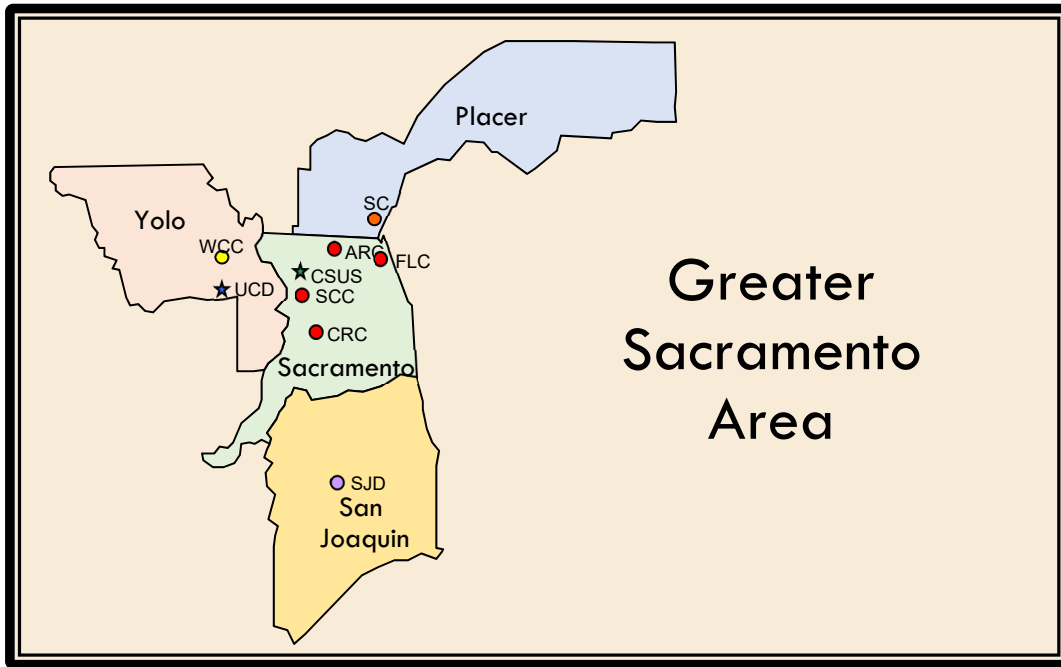 Placer
SC
Yolo
WCC
ARC
FLC
CSUS
UCD
SCC
CRC
Sacramento
SJD
San
Joaquin
Greater
Sacramento
Area